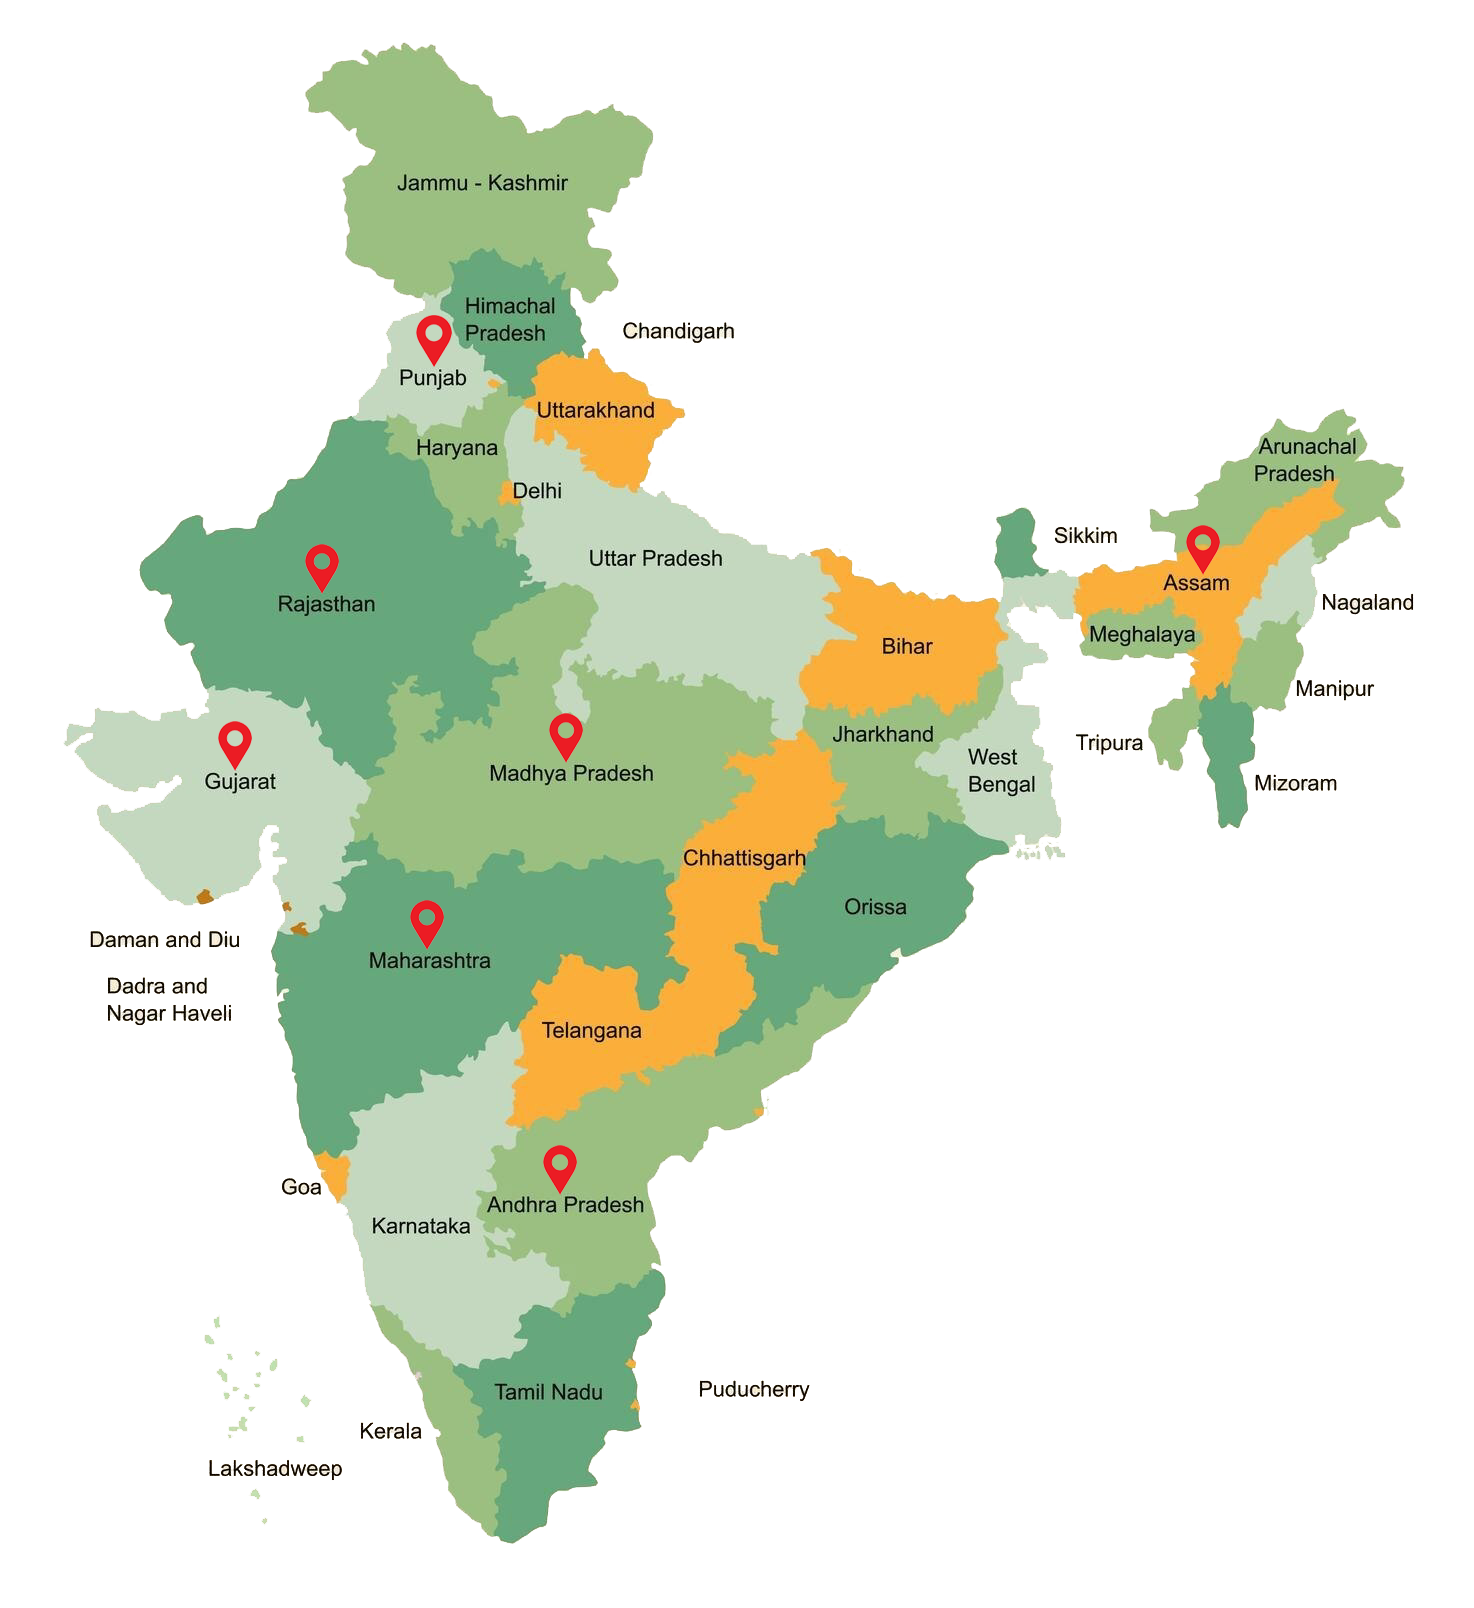 Jammu - Kashmir
Himachal
Pradesh
Chandigarh
Punjab
Uttarakhand
Haryana
Delhi
Arunachal
Pradesh
Sikkim
Uttar Pradesh
Assam
Rajasthan
Nagaland
Meghalaya
Bihar
Manipur
Jharkhand
Tripura
West
Bengal
Madhya Pradesh
Gujarat
Mizoram
Chhattisgarh
Orissa
Daman and Diu
Maharashtra
Dadra and
Nagar Haveli
Telangana
Goa
Andhra Pradesh
Karnataka
Tamil Nadu
Puducherry
Kerala
Lakshadweep